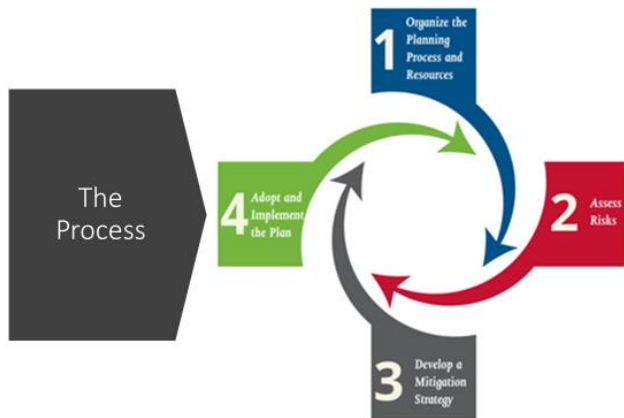 The
Process
1
Organize the
Planning
Process and
Resources
2
Assess
Risks
3
Develop a
Mitigation
Strategy
4
Adopt and
Implement
the Plan